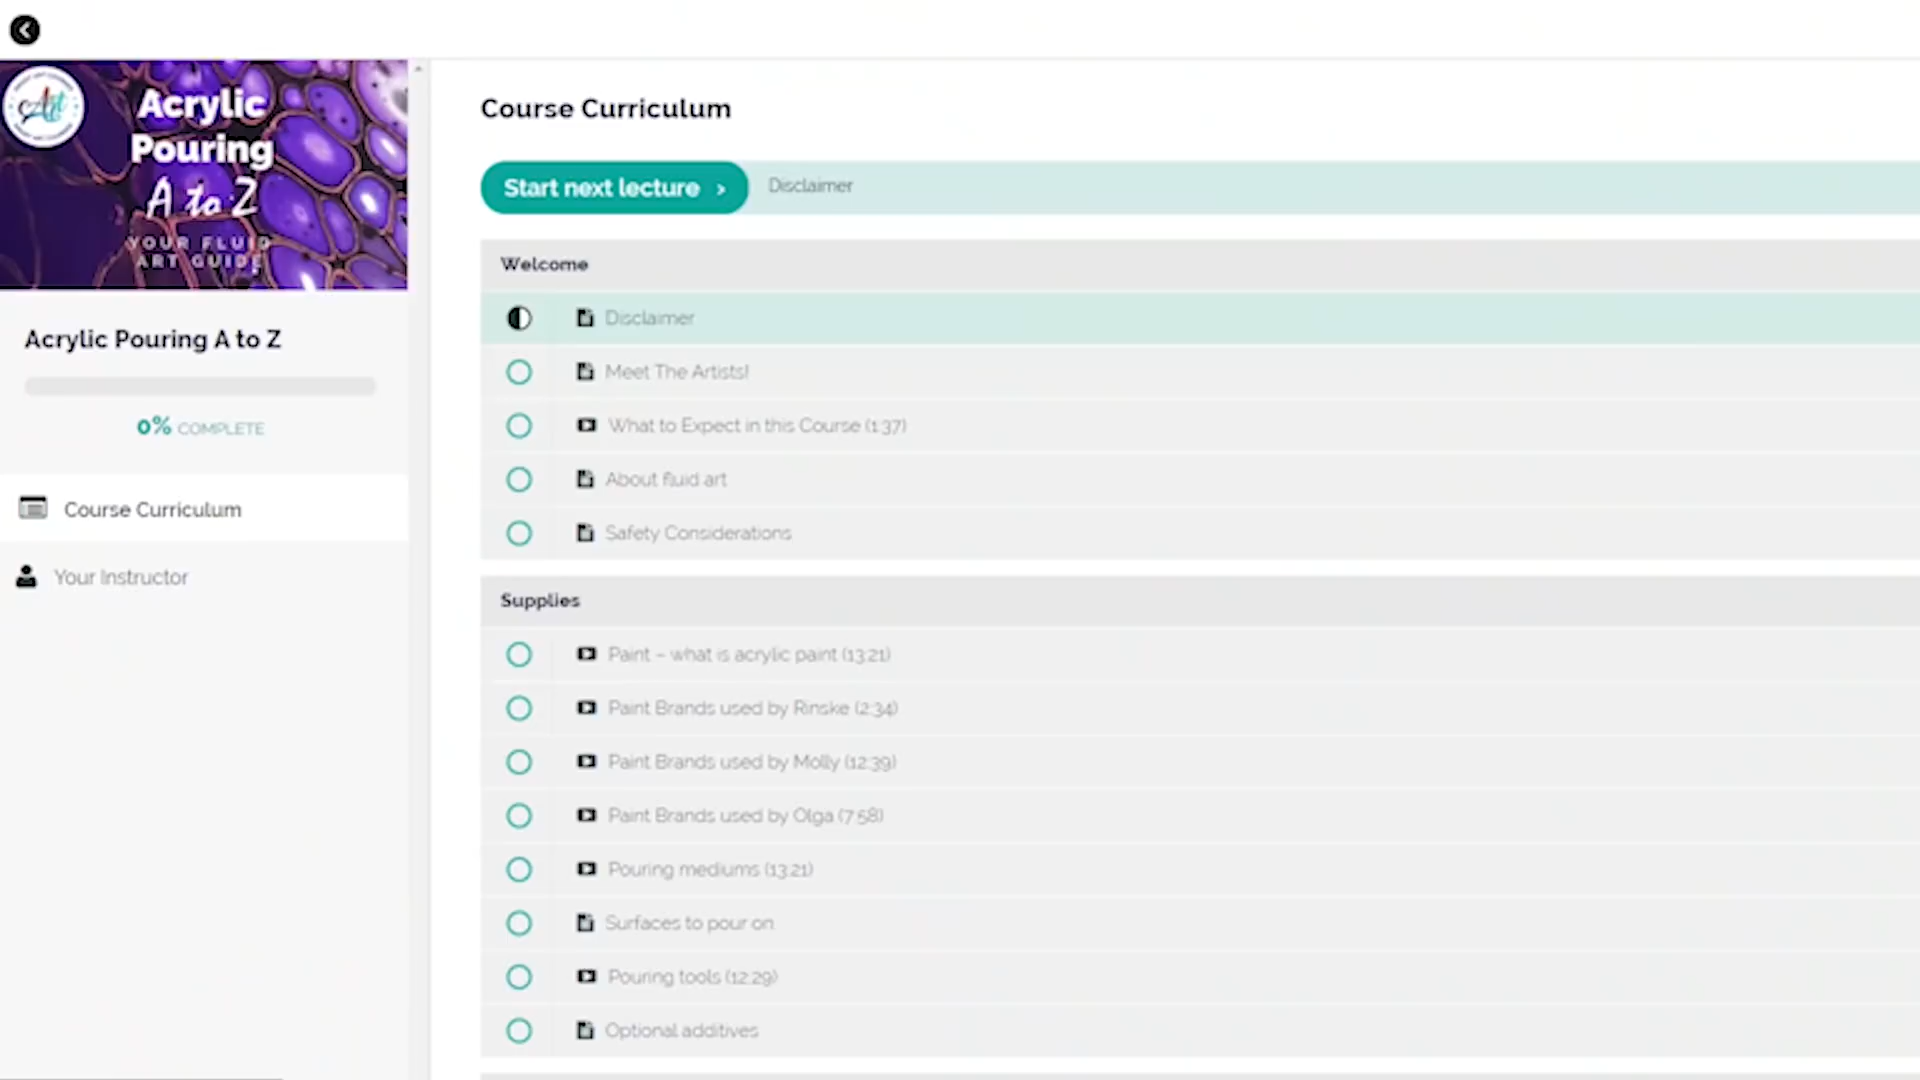 Acrylic
Pouring
A to Z
YOUR FLUID
ART GUIDE
Acrylic Pouring A to Z
0% COMPLETE
Course Curriculum
Your Instructor
Course Curriculum
Start next lecture › Disclaimer
Welcome
Disclaimer
Meet The Artists!
What to Expect in this Course (1:37)
About fluid art
Safety Considerations
Supplies
Paint – what is acrylic paint (13:21)
Paint Brands used by Rinske (2:34)
Paint Brands used by Molly (12:39)
Paint Brands used by Olga (7:58)
Pouring mediums (13:21)
Surfaces to pour on
Pouring tools (12:29)
Optional additives